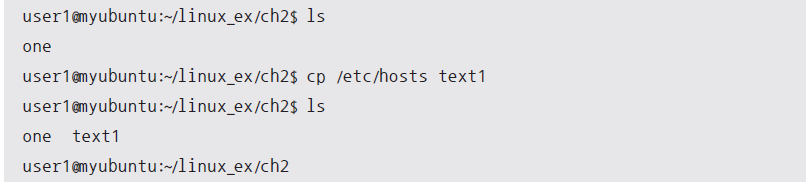 user1@myubuntu:~/linux_ex/ch2$ ls
one
user1@myubuntu:~/linux_ex/ch2$ cp /etc/hosts text1
user1@myubuntu:~/linux_ex/ch2$ ls
one  text1
user1@myubuntu:~/linux_ex/ch2